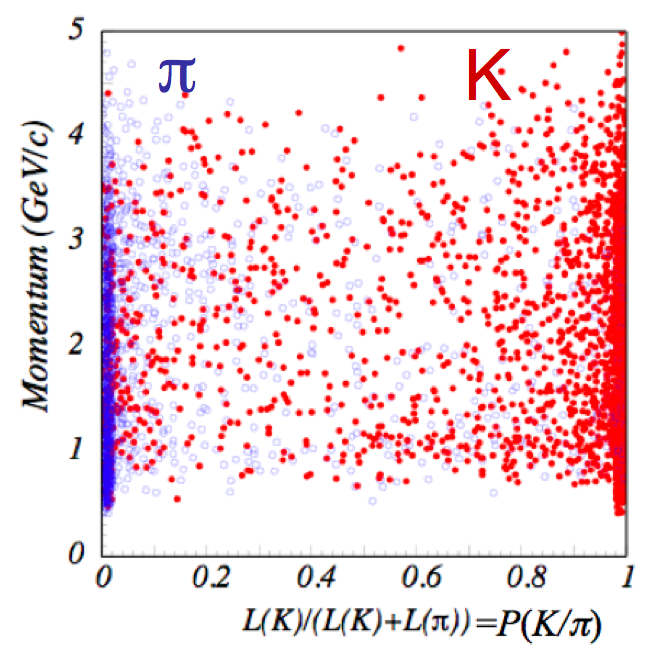 π K
Momentum (GeV/c)
5
4
3
2
1
0
0 0.2 0.4 0.6 0.8 1
L(K)/(L(K)+L(π))=P(K/π)